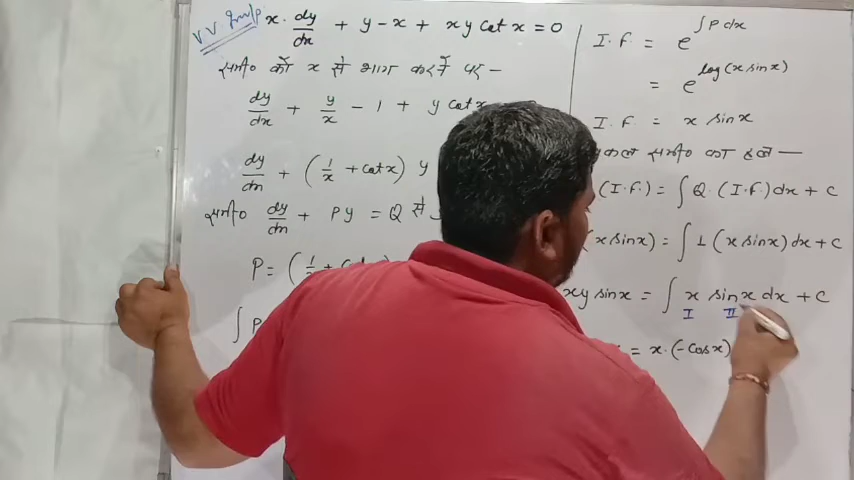 V V Imp x · dy/dx + y - x + xy cot x = 0
समी० को x से भाग करने पर -
dy/dx + y/x - 1 + y cot x
dy/dx + (1/x + cot x) y
समी० dy/dx + Py = Q से
P = (1/x + cot x)
∫ P
I.F. = e^∫Pdx
= e^log(x sin x)
I.F. = x sin x
समी० का हल —
(I.F.) = ∫ Q · (I.F.) dx + C
(x sin x) = ∫ 1 (x sin x) dx + C
xy sin x = ∫ x sin x dx + C
I II
= x · (-cos x)